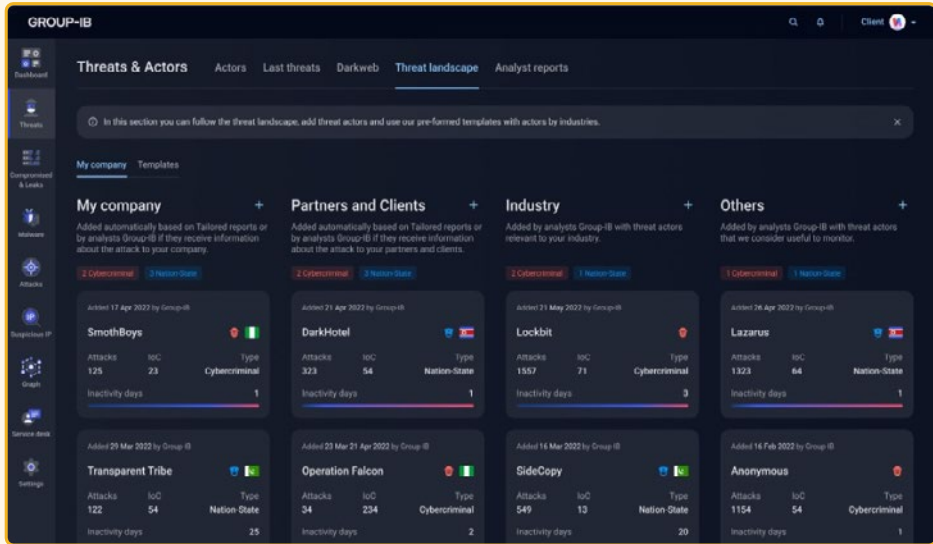 GROUP-IB
Client
Dashboard
Threats
Compromised
& Leaks
Malware
Attacks
IP
Suspicious IP
Graph
Service desk
Settings
Threats & Actors Actors Last threats Darkweb Threat landscape Analyst reports
In this section you can follow the threat landscape, add threat actors and use our pre-formed templates with actors by industries.
My company Templates
My company +
Added automatically based on Tailored reports or
by analysts Group-IB if they receive information
about the attack to your company.
2 Cybercriminal 3 Nation-State
Added 17 Apr 2022 by Group-IB
SmothBoys
Attacks IoC Type
125 23 Cybercriminal
Inactivity days 1
Added 29 Mar 2022 by Group-IB
Transparent Tribe
Attacks IoC Type
122 54 Nation-State
Inactivity days 25
Partners and Clients +
Added automatically based on Tailored reports or
by analysts Group-IB if they receive information
about the attack to your partners and clients.
2 Cybercriminal 3 Nation-State
Added 21 Apr 2022 by Group-IB
DarkHotel
Attacks IoC Type
323 54 Nation-State
Inactivity days 1
Added 23 Mar 21 Apr 2022 by Group-IB
Operation Falcon
Attacks IoC Type
34 234 Cybercriminal
Inactivity days 2
Industry +
Added by analysts Group-IB with threat actors
relevant to your industry.
2 Cybercriminal 1 Nation-State
Added 21 May 2022 by Group-IB
Lockbit
Attacks IoC Type
1557 71 Cybercriminal
Inactivity days 3
Added 16 Mar 2022 by Group-IB
SideCopy
Attacks IoC Type
549 13 Nation-State
Inactivity days 20
Others +
Added by analysts Group-IB with threat actors
that we consider useful to monitor.
1 Cybercriminal 1 Nation-State
Added 26 Apr 2022 by Group-IB
Lazarus
Attacks IoC Type
1323 64 Nation-State
Inactivity days 1
Added 16 Feb 2022 by Group-IB
Anonymous
Attacks IoC Type
1154 54 Cybercriminal
Inactivity days 1